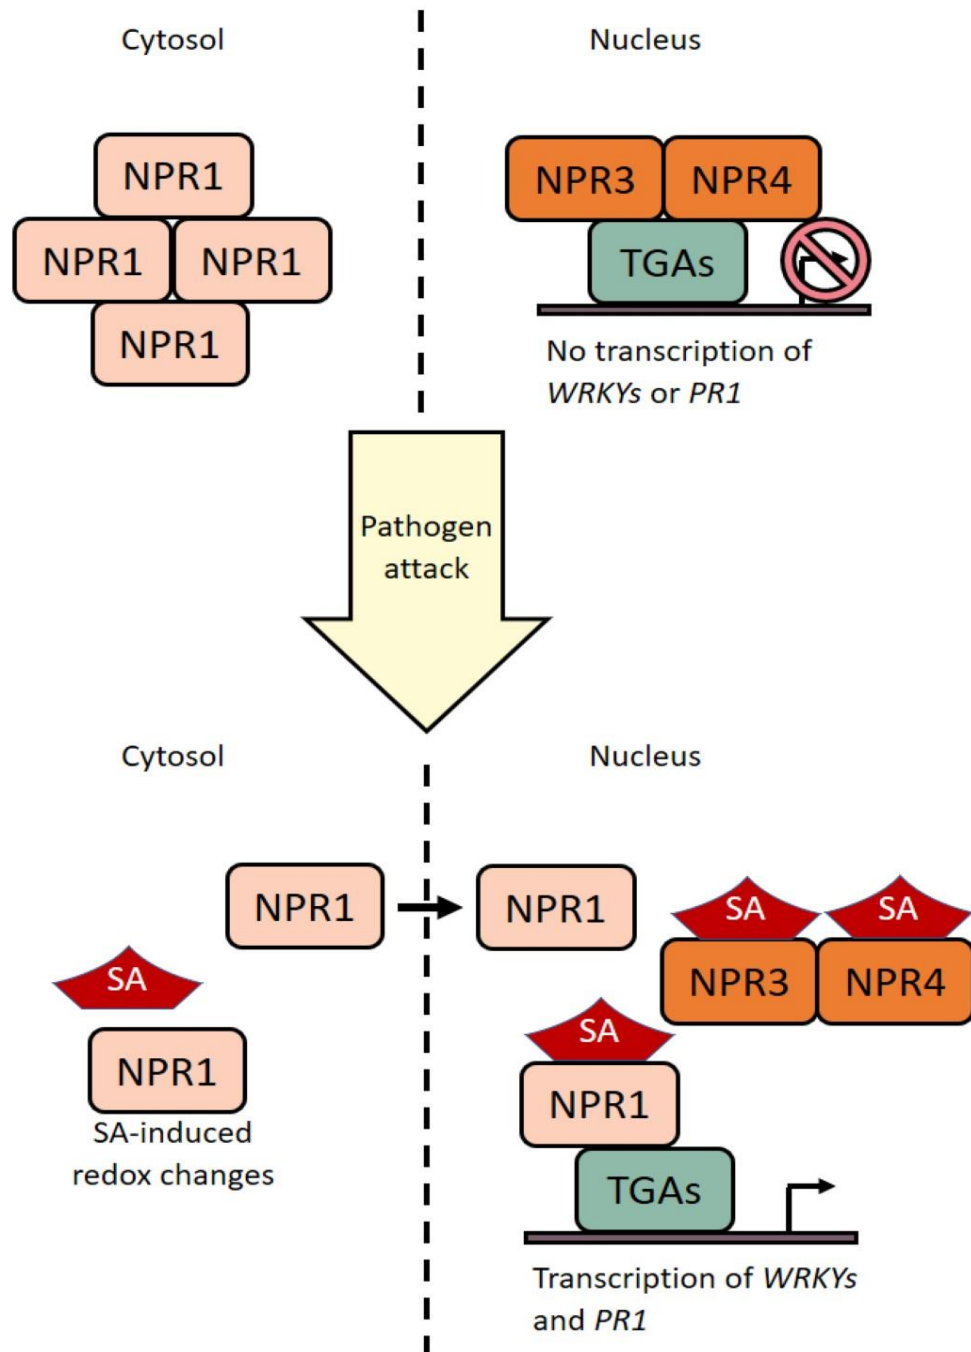 Cytosol
Nucleus
NPR1
NPR1
NPR1
NPR1
NPR3
NPR4
TGAs
No transcription of
WRKYs or PR1
Pathogen
attack
Cytosol
Nucleus
NPR1
NPR1
SA
SA
NPR3
NPR4
SA
NPR1
SA-induced
redox changes
SA
NPR1
TGAs
Transcription of WRKYs
and PR1